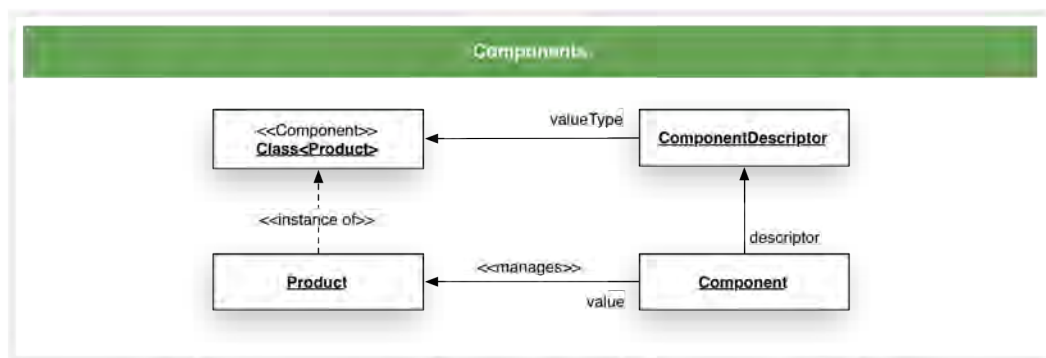 Components
valueType
<<Component>>
Class<Product>
ComponentDescriptor
<<instance of>>
descriptor
<<manages>>
Product
Component
value